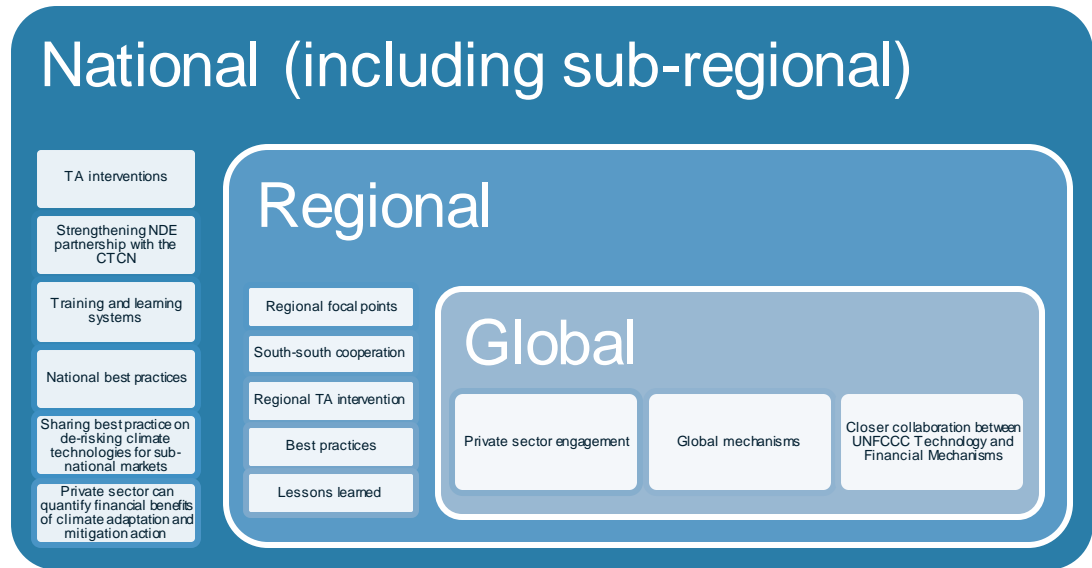 National (including sub-regional)
TA interventions
Strengthening NDE
partnership with the
CTCN
Training and learning
systems
National best practices
Sharing best practice on
de-risking climate
technologies for sub-
national markets
Private sector can
quantify financial benefits
of climate adaptation and
mitigation action
Regional
Regional focal points
South-south cooperation
Regional TA intervention
Best practices
Lessons learned
Global
Private sector engagement
Global mechanisms
Closer collaboration between
UNFCCC Technology and
Financial Mechanisms